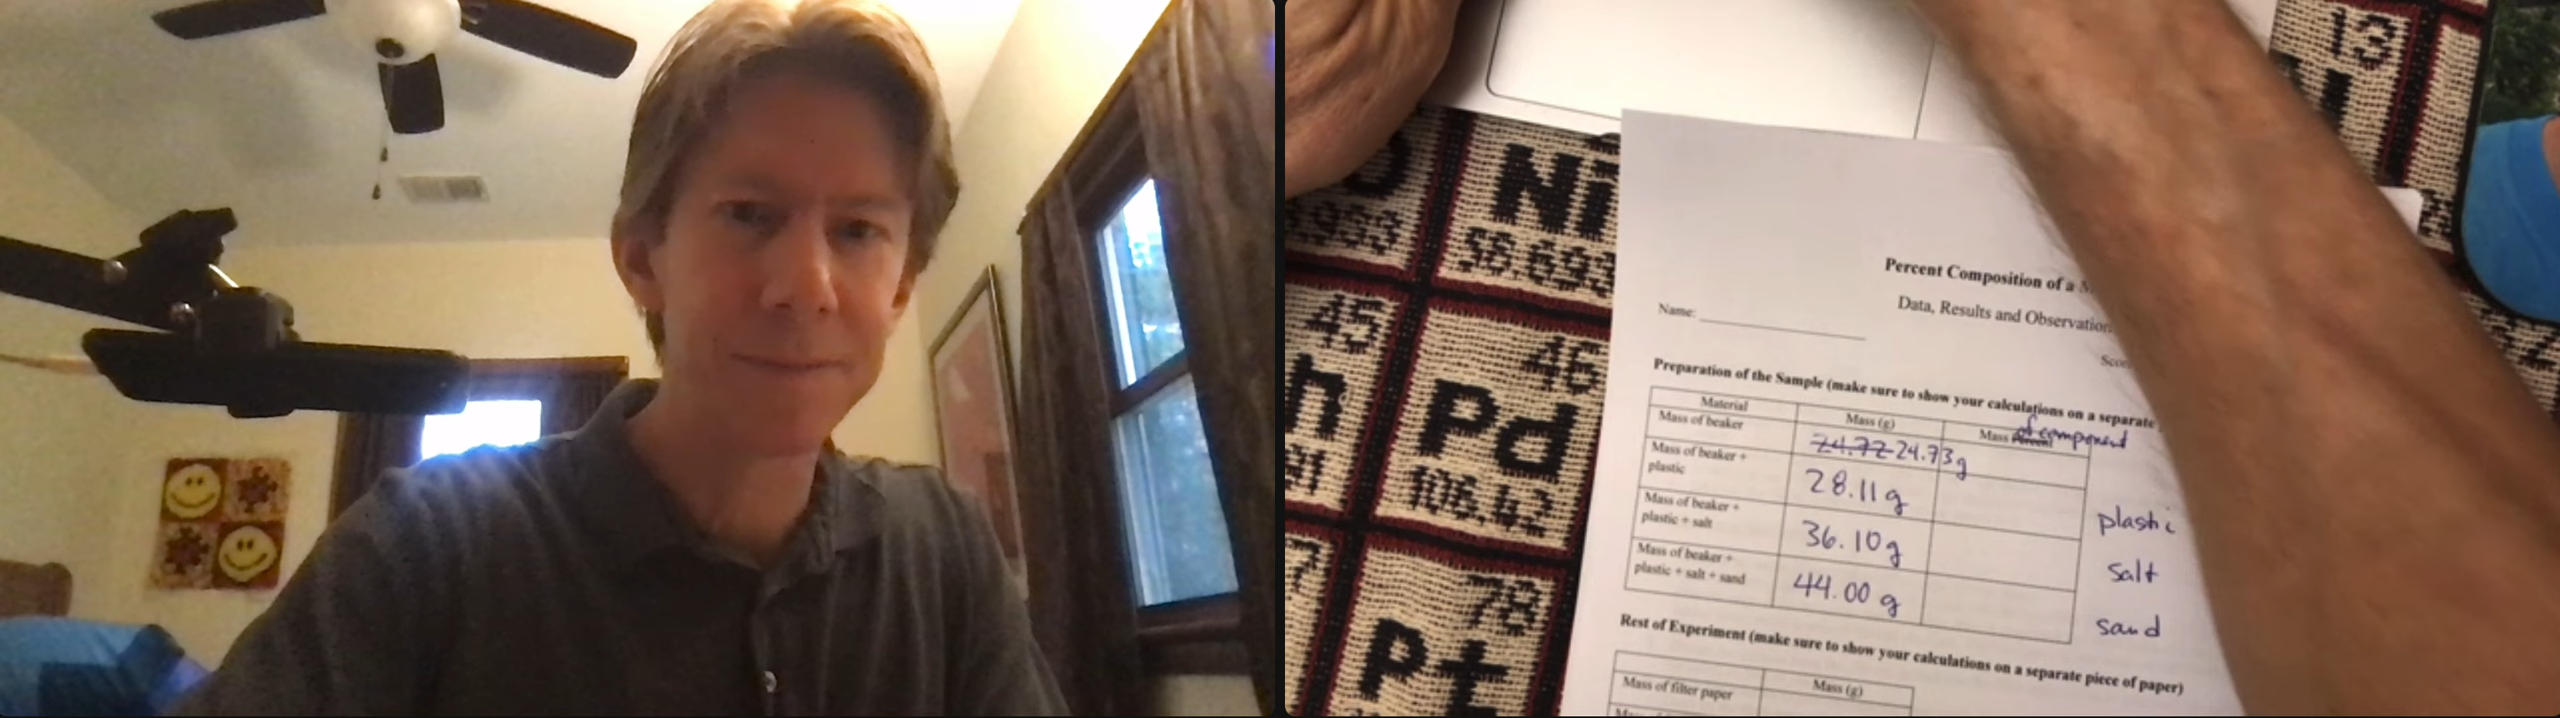 13
Ni
58.693
45
46
Pd
106.42
78
Pt
Percent Composition of a
Data, Results and Observation
Name:
Preparation of the Sample (make sure to show your calculations on a separate
Material Mass (g) Mass Percent of component
Mass of beaker 24.72 24.73g
Mass of beaker + plastic 28.11g plastic
Mass of beaker + plastic + salt 36.10g salt
Mass of beaker + plastic + salt + sand 44.00 g sand
Rest of Experiment (make sure to show your calculations on a separate piece of paper)
Mass (g)
Mass of filter paper